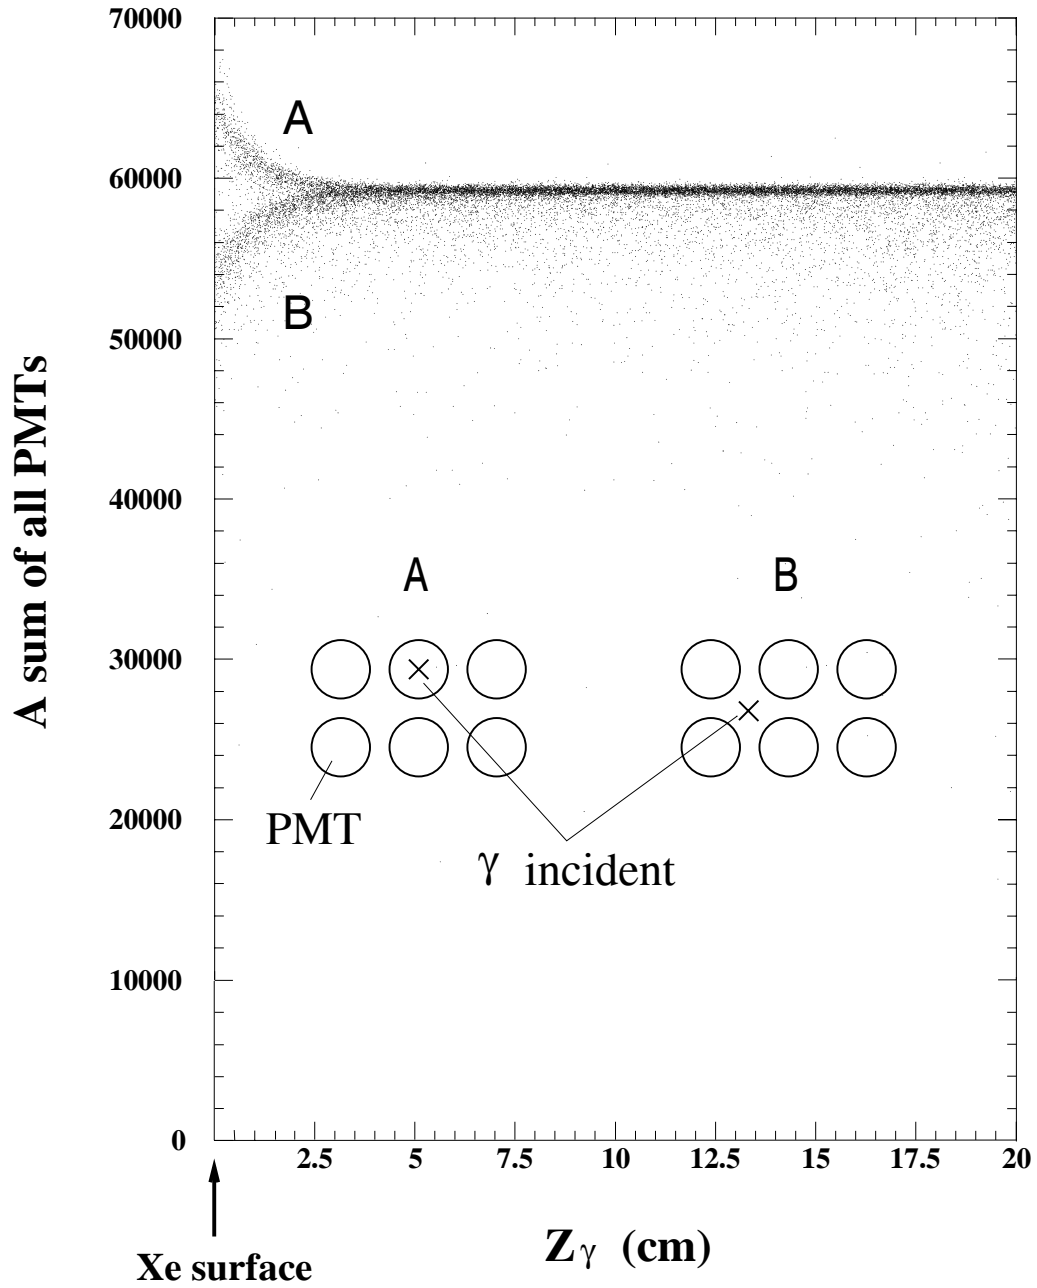 70000
60000
50000
40000
30000
20000
10000
0
A sum of all PMTs
A
B
A
B
PMT
γ incident
2.5 5 7.5 10 12.5 15 17.5 20
Zγ (cm)
Xe surface